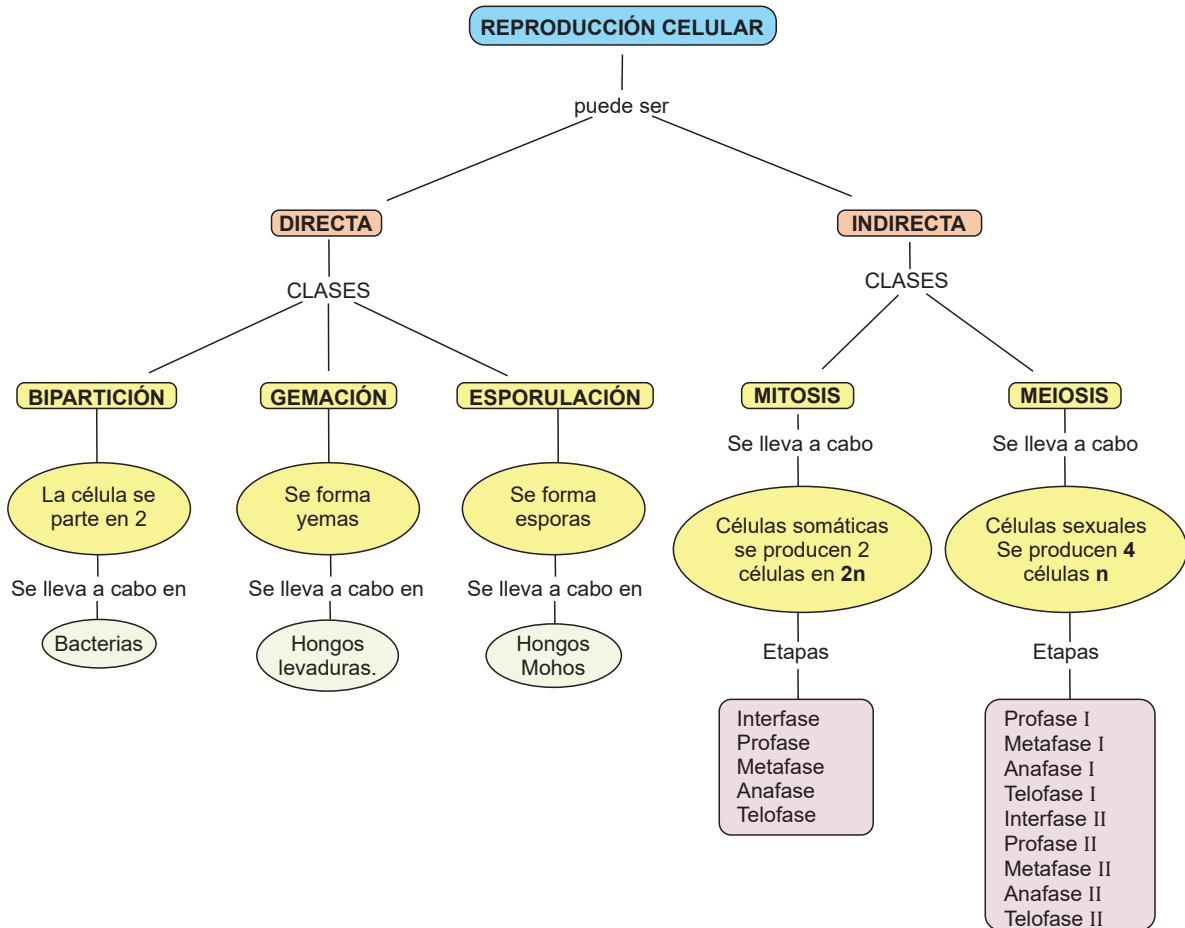 REPRODUCCIÓN CELULAR
puede ser
DIRECTA
CLASES
BIPARTICIÓN
La célula se
parte en 2
Se lleva a cabo en
Bacterias
GEMACIÓN
Se forma
yemas
Se lleva a cabo en
Hongos
levaduras.
ESPORULACIÓN
Se forma
esporas
Se lleva a cabo en
Hongos
Mohos
INDIRECTA
CLASES
MITOSIS
Se lleva a cabo
Células somáticas
se producen 2
células en 2n
Etapas
Interfase
Profase
Metafase
Anafase
Telofase
MEIOSIS
Se lleva a cabo
Células sexuales
Se producen 4
células n
Etapas
Profase I
Metafase I
Anafase I
Telofase I
Interfase II
Profase II
Metafase II
Anafase II
Telofase II